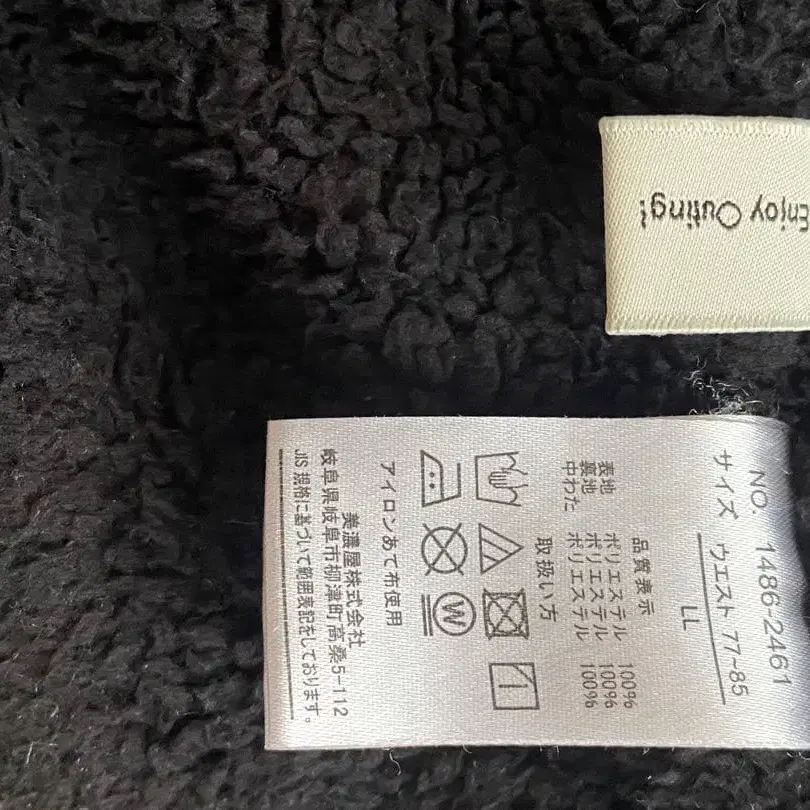 Enjoy Outing!
NO. 1486-2461
サイズ ウエスト 77-85
LL
品質表示
表地 ポリエステル 100%
裏地 ポリエステル 100%
中わた ポリエステル 100%
取扱い方
W
アイロンあて布使用
美濃屋株式会社
岐阜県岐阜市柳津町高桑5-112
JIS 規格に基づいて範囲表記をしております。